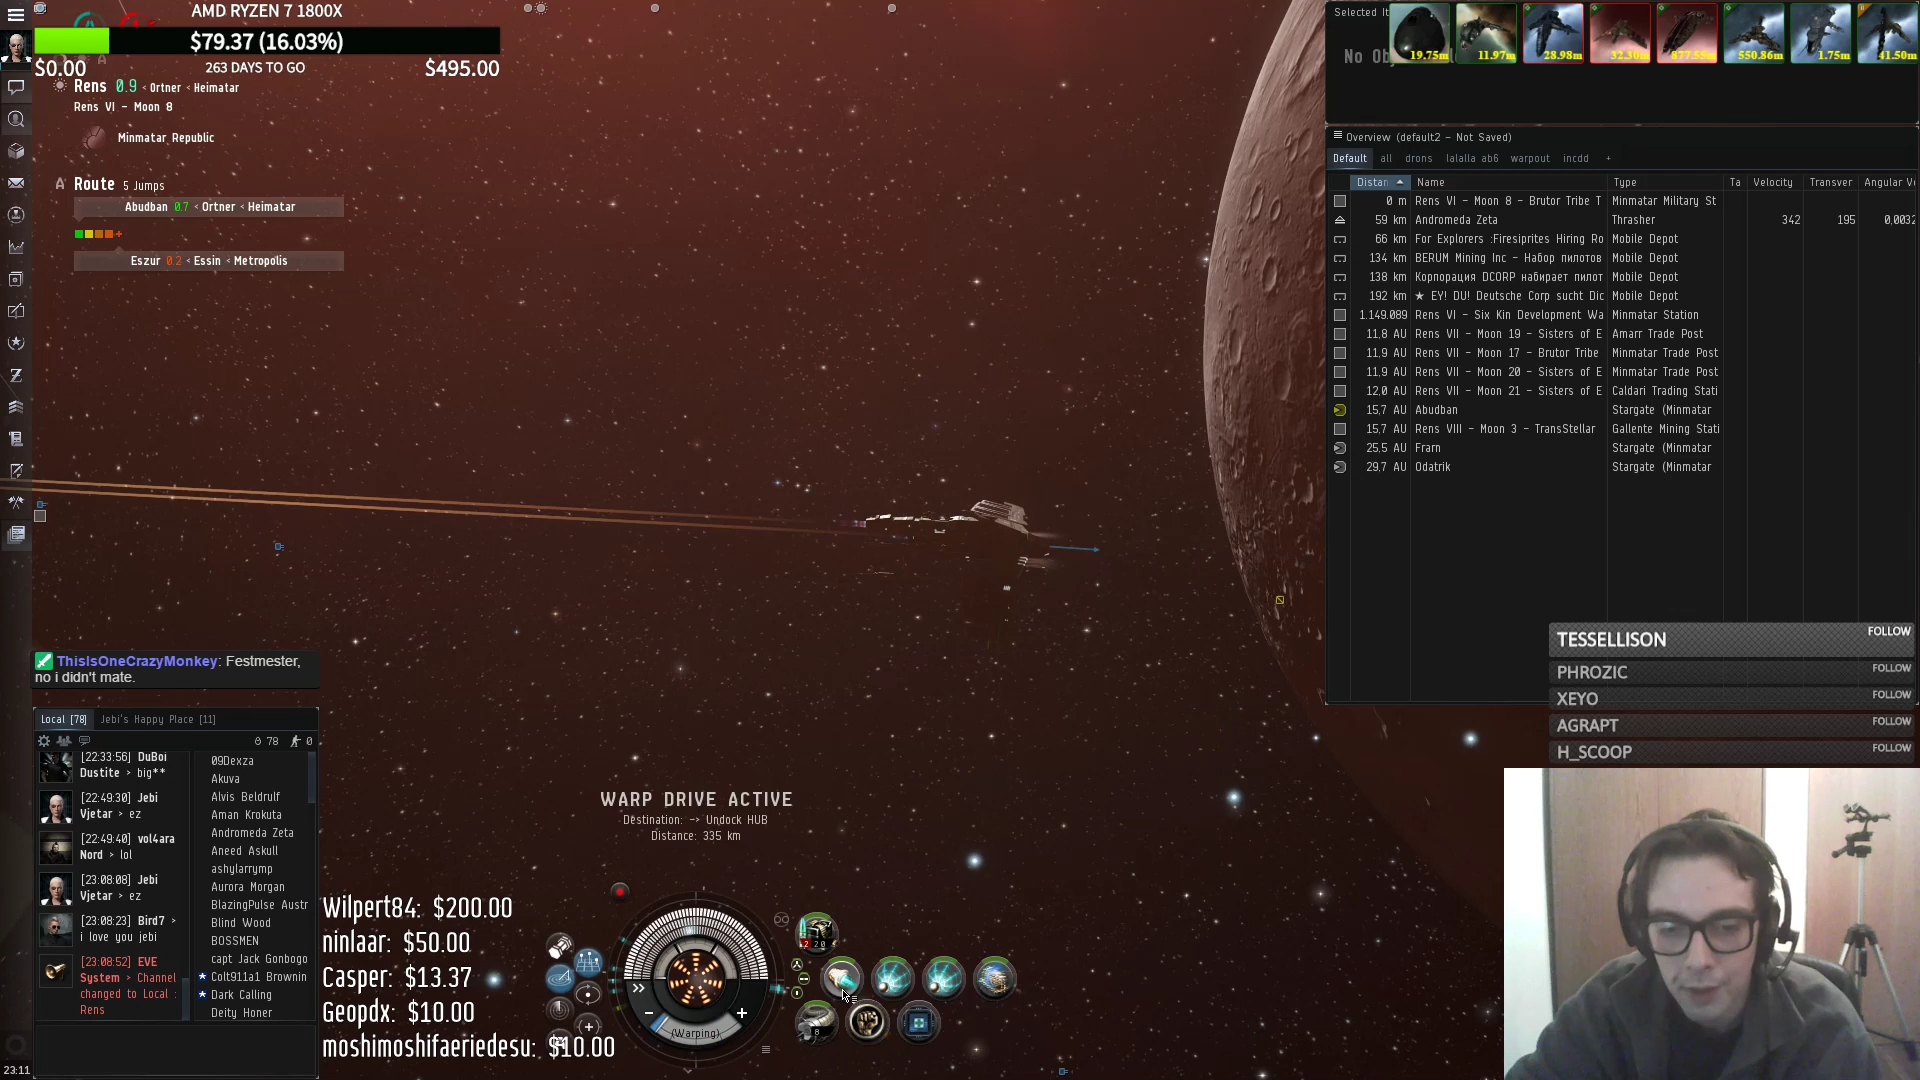 AMD RYZEN 7 1800X
$79.37 (16.03%)
$0.00
263 DAYS TO GO
$495.00
Rens 0.9 < Ortner < Heimatar
Rens VI - Moon 8
Minmatar Republic
Route 5 Jumps
Abudban 0.7 < Ortner < Heimatar
Eszur 0.2 < Essin < Metropolis
Selected It
19.75m
11.97m
28.98m
32.30m
877.55m
550.86m
1.75m
41.50m
No Obj
Overview (default2 - Not Saved)
Default all drons lalalla ab6 warpout incdd +
Distan Name Type Ta Velocity Transver Angular Ve
0 m Rens VI - Moon 8 - Brutor Tribe T Minmatar Military St
59 km Andromeda Zeta Thrasher 342 195 0,0032
66 km For Explorers :Firesiprites Hiring Ro Mobile Depot
134 km BERUM Mining Inc - Набор пилотов Mobile Depot
138 km Корпорация DCORP набирает пилот Mobile Depot
192 km ★ EY! DU! Deutsche Corp sucht Dic Mobile Depot
1.149.089 Rens VI - Six Kin Development Wa Minmatar Station
11,8 AU Rens VII - Moon 19 - Sisters of E Amarr Trade Post
11,9 AU Rens VII - Moon 17 - Brutor Tribe Minmatar Trade Post
11,9 AU Rens VII - Moon 20 - Sisters of E Minmatar Trade Post
12,0 AU Rens VII - Moon 21 - Sisters of E Caldari Trading Stati
15,7 AU Abudban Stargate (Minmatar
15,7 AU Rens VIII - Moon 3 - TransStellar Gallente Mining Stati
25,5 AU Frarn Stargate (Minmatar
29,7 AU Odatrik Stargate (Minmatar
TESSELLISON FOLLOW
PHROZIC FOLLOW
XEYO FOLLOW
AGRAPT FOLLOW
H_SCOOP FOLLOW
ThisIsOneCrazyMonkey: Festmester,
no i didn't mate.
Local [78] Jebi's Happy Place [11]
78 0
[22:33:56] DuBoi
Dustite > big**
[22:49:30] Jebi
Vjetar > ez
[22:49:40] vol4ara
Nord > lol
[23:08:08] Jebi
Vjetar > ez
[23:08:23] Bird7 >
i love you jebi
[23:08:52] EVE
System > Channel
changed to Local :
Rens
09Dexza
Akuva
Alvis Beldrulf
Aman Krokuta
Andromeda Zeta
Aneed Askull
ashylarrymp
Aurora Morgan
BlazingPulse Austr
Blind Wood
BOSSMEN
capt Jack Gonbogo
Colt911a1 Brownin
Dark Calling
Deity Honer
WARP DRIVE ACTIVE
Destination: -> Undock HUB
Distance: 335 km
Wilpert84: $200.00
ninlaar: $50.00
Casper: $13.37
Geopdx: $10.00
moshimoshifaeriedesu: $10.00
(Warping)
2 20
8
23:11